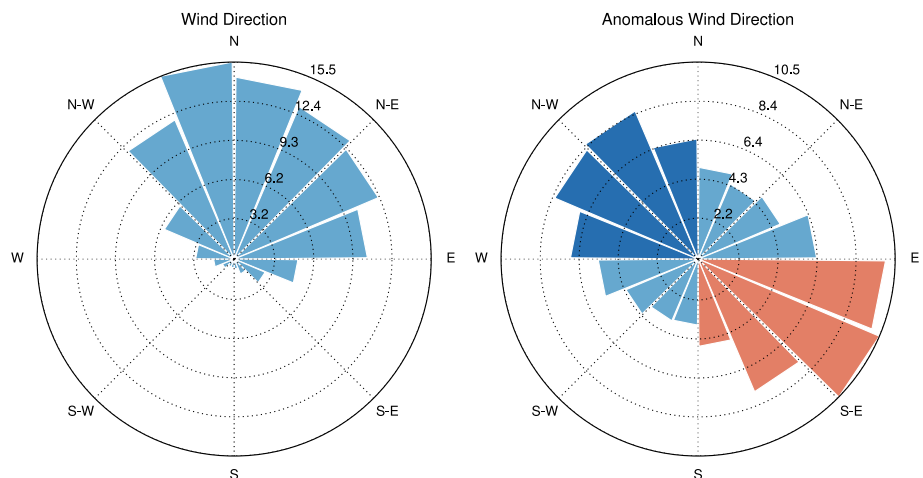 Wind Direction
N
15.5
N-W
N-E
12.4
9.3
6.2
3.2
W
E
S-W
S-E
S
Anomalous Wind Direction
N
10.5
N-W
N-E
8.4
6.4
4.3
2.2
W
E
S-W
S-E
S